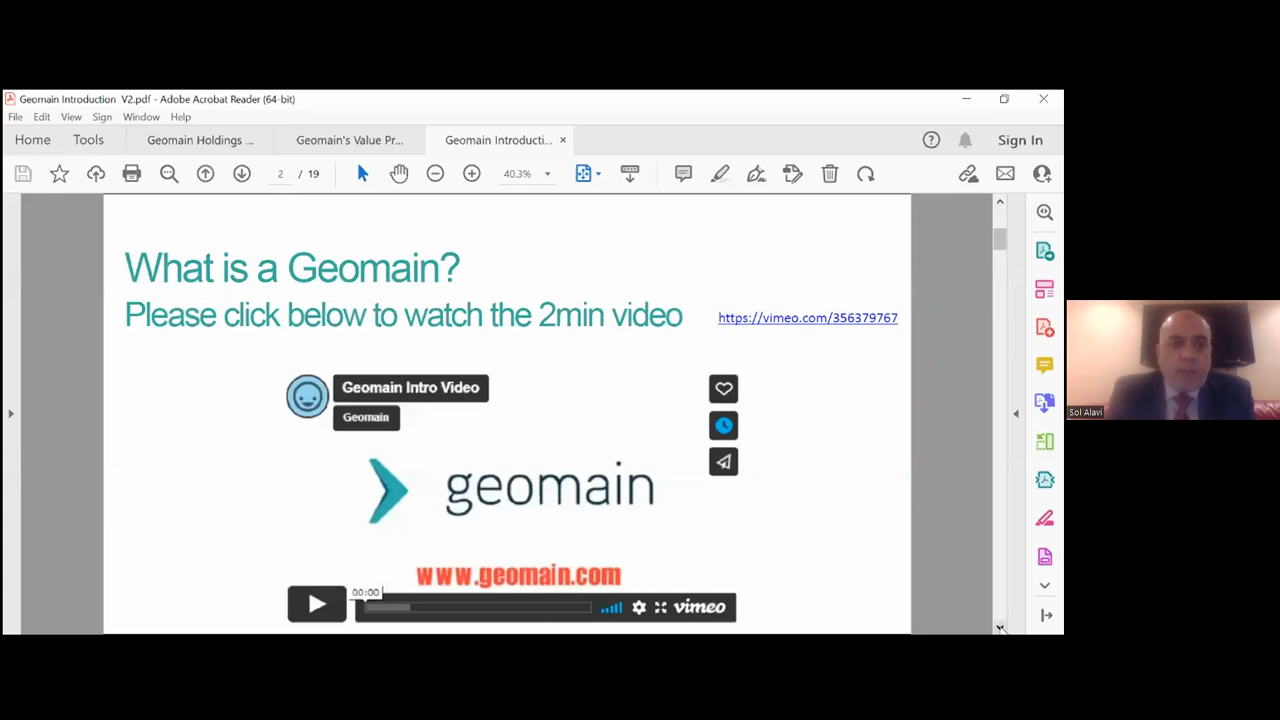 Geomain Introduction V2.pdf - Adobe Acrobat Reader (64-bit)
File Edit View Sign Window Help
Home Tools Geomain Holdings ... Geomain's Value Pr... Geomain Introducti... Sign In
2 / 19 40.3%
What is a Geomain?
Please click below to watch the 2min video https://vimeo.com/356379767
Geomain Intro Video
Geomain
geomain
www.geomain.com
00:00
vimeo
Sol Alavi